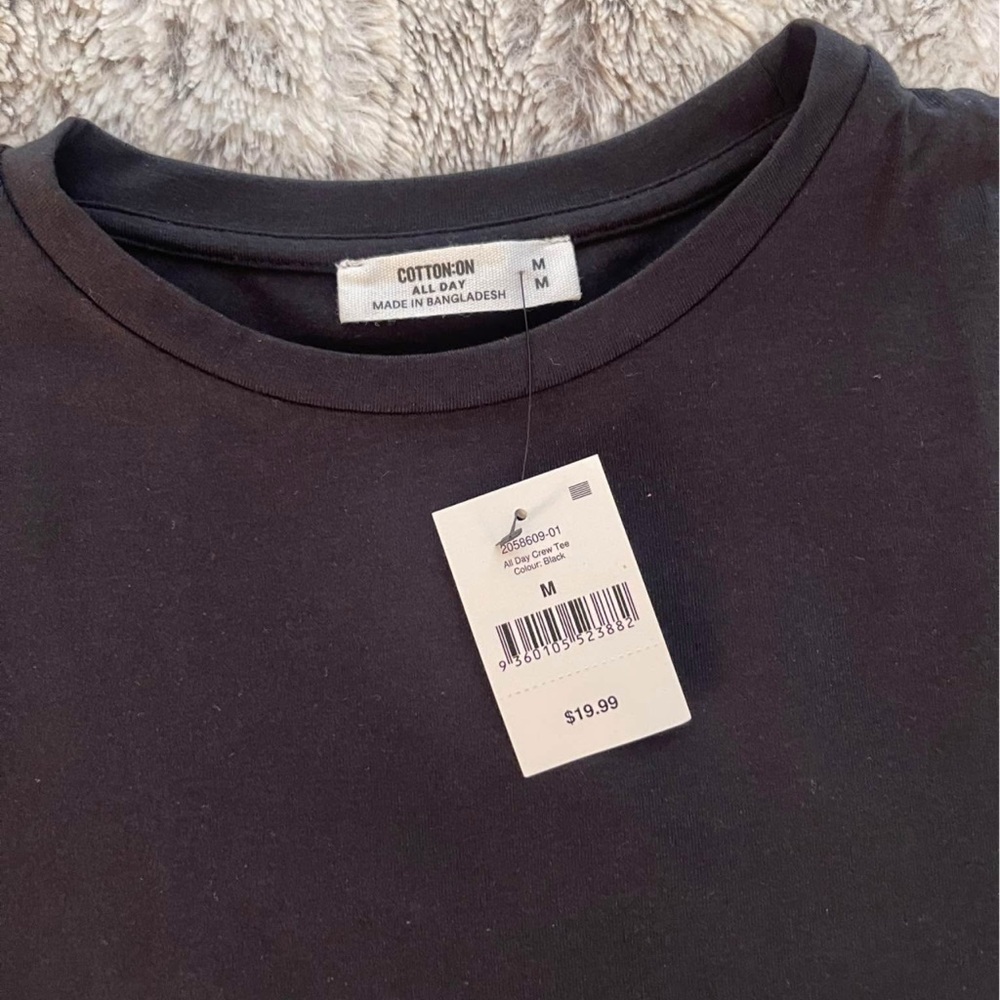 COTTON:ON
ALL DAY
MADE IN BANGLADESH
M
M
2058609-01
All Day Crew Tee
Colour: Black
M
9 360105 523882
$19.99